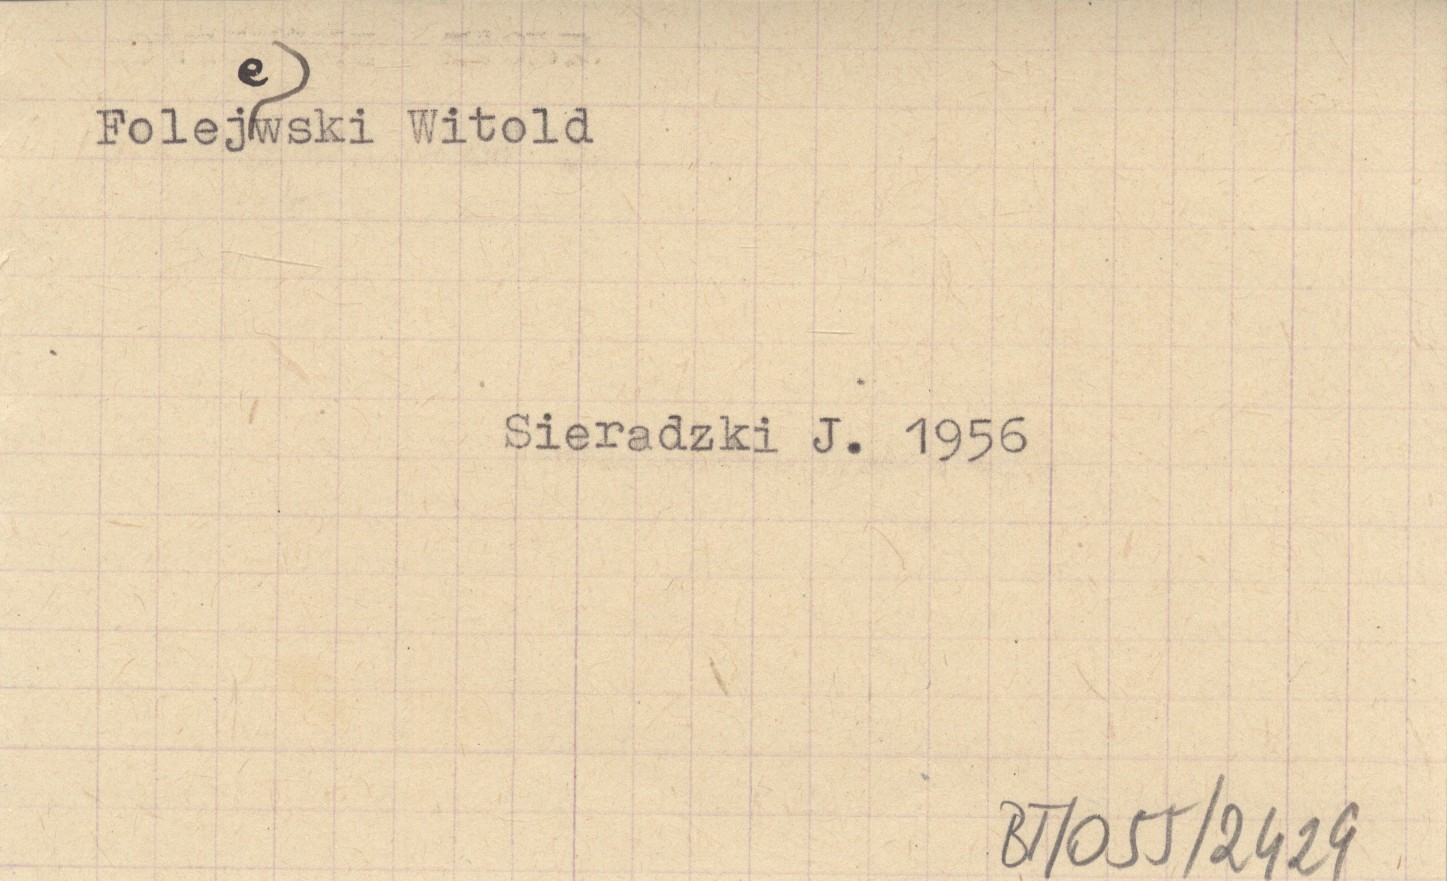 e
Folejwski Witold
Sieradzki J. 1956
BT/055/2429